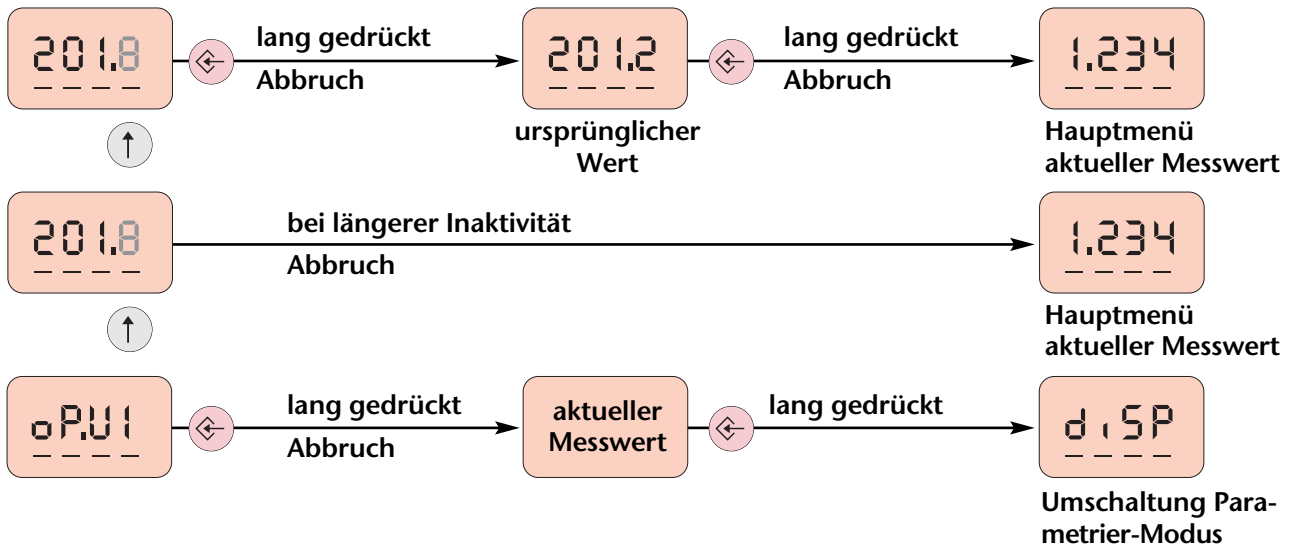 201.8
lang gedrückt
Abbruch
201.2
lang gedrückt
Abbruch
1.234
ursprünglicher
Wert
Hauptmenü
aktueller Messwert
201.8
bei längerer Inaktivität
Abbruch
1.234
Hauptmenü
aktueller Messwert
oP.U1
lang gedrückt
Abbruch
aktueller
Messwert
lang gedrückt
diSP
Umschaltung Para-
metrier-Modus